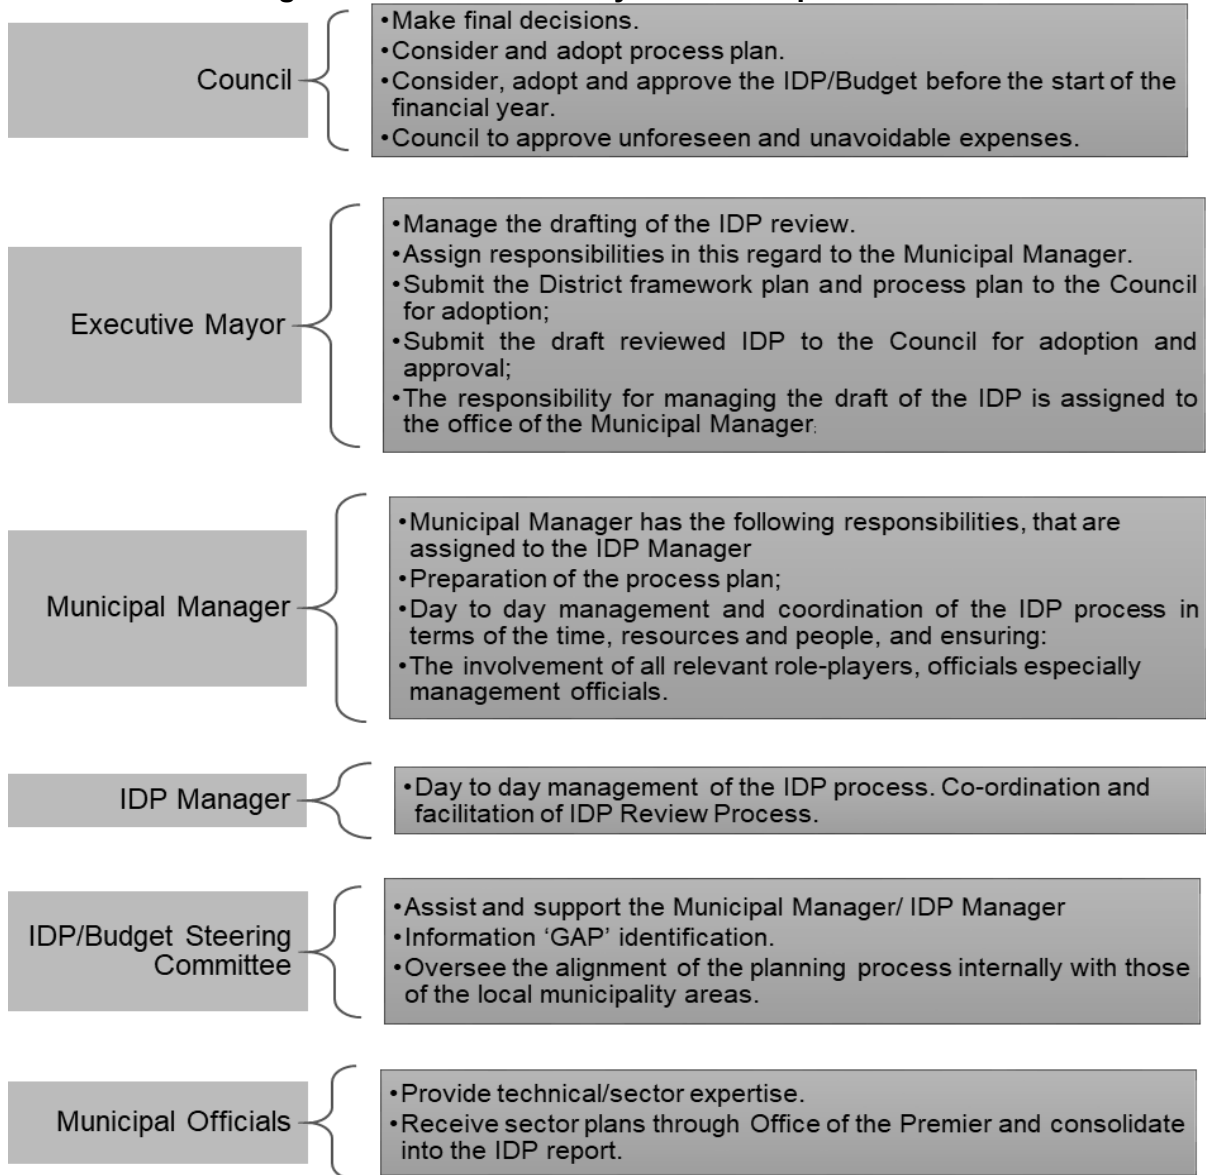 Council
•Make final decisions.
•Consider and adopt process plan.
•Consider, adopt and approve the IDP/Budget before the start of the
financial year.
•Council to approve unforeseen and unavoidable expenses.
Executive Mayor
•Manage the drafting of the IDP review.
•Assign responsibilities in this regard to the Municipal Manager.
•Submit the District framework plan and process plan to the Council
for adoption;
•Submit the draft reviewed IDP to the Council for adoption and
approval;
•The responsibility for managing the draft of the IDP is assigned to
the office of the Municipal Manager;
Municipal Manager
•Municipal Manager has the following responsibilities, that are
assigned to the IDP Manager
•Preparation of the process plan;
•Day to day management and coordination of the IDP process in
terms of the time, resources and people, and ensuring:
•The involvement of all relevant role-players, officials especially
management officials.
IDP Manager
•Day to day management of the IDP process. Co-ordination and
facilitation of IDP Review Process.
IDP/Budget Steering
Committee
•Assist and support the Municipal Manager/ IDP Manager
•Information ‘GAP’ identification.
•Oversee the alignment of the planning process internally with those
of the local municipality areas.
Municipal Officials
•Provide technical/sector expertise.
•Receive sector plans through Office of the Premier and consolidate
into the IDP report.